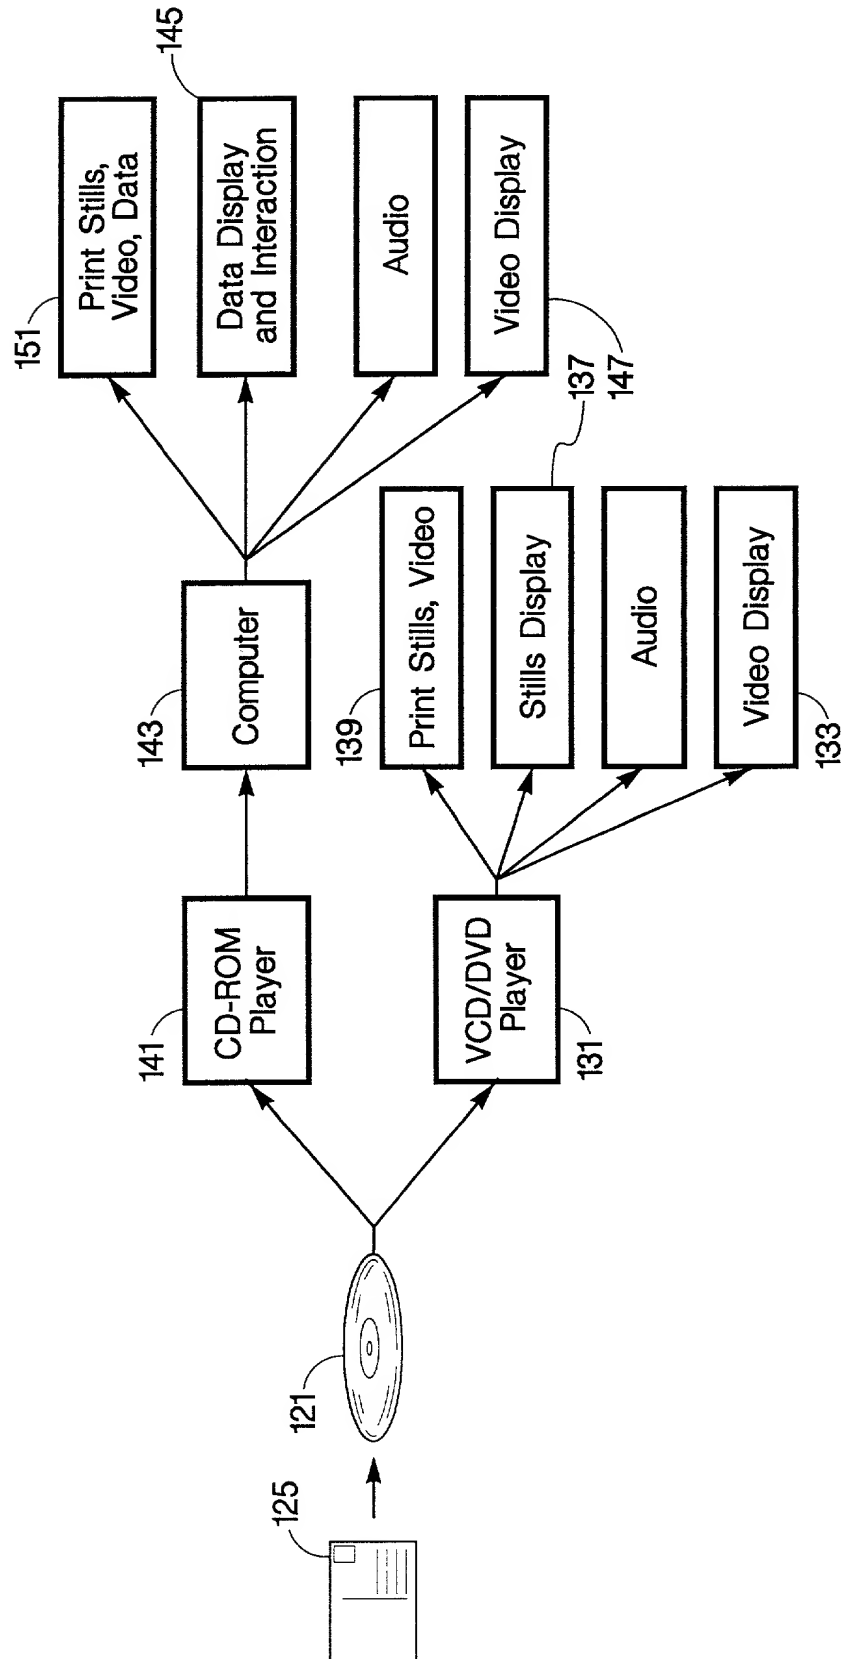 125
121
141
CD-ROM
Player
143
Computer
151
Print Stills,
Video, Data
145
Data Display
and Interaction
Audio
Video Display
147
131
VCD/DVD
Player
139
Print Stills, Video
137
Stills Display
Audio
Video Display
133